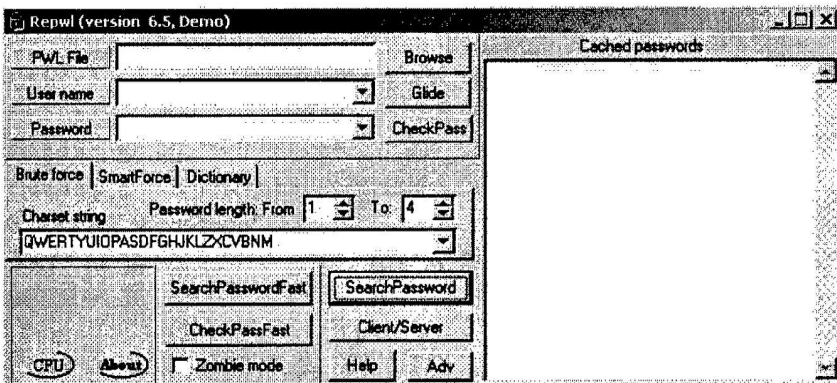 Repwl (version 6.5, Demo)
PWL File
Browse
Cached passwords
User name
Glide
Password
CheckPass
Brute force SmartForce Dictionary
Charset string Password length: From 1 To: 4
QWERTYUIOPASDFGHJKLZXCVBNM
SearchPasswordFast SearchPassword
CheckPassFast Client/Server
CPU About Zombie mode Help Adv